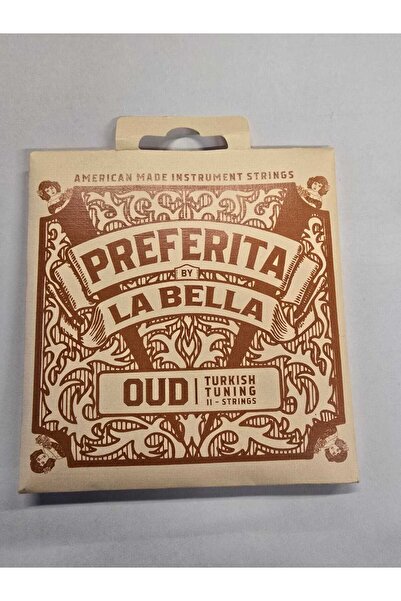 AMERICAN MADE INSTRUMENT STRINGS
PREFERITA
BY
LA BELLA
OUD
TURKISH
TUNING
11 - STRINGS